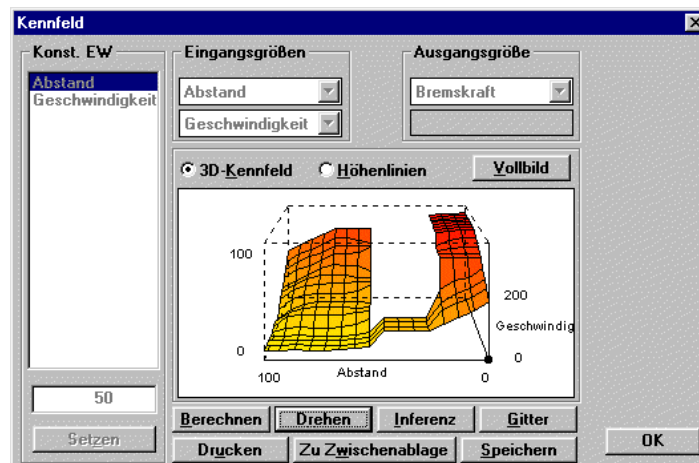 Kennfeld
Konst. EW
Abstand
Geschwindigkeit
50
Setzen
Eingangsgrößen
Abstand
Geschwindigkeit
Ausgangsgröße
Bremskraft
3D-Kennfeld Höhenlinien Vollbild
100
0
100
Abstand
0
200
Geschwindig
0
Berechnen Drehen Inferenz Gitter
Drucken Zu Zwischenablage Speichern
OK